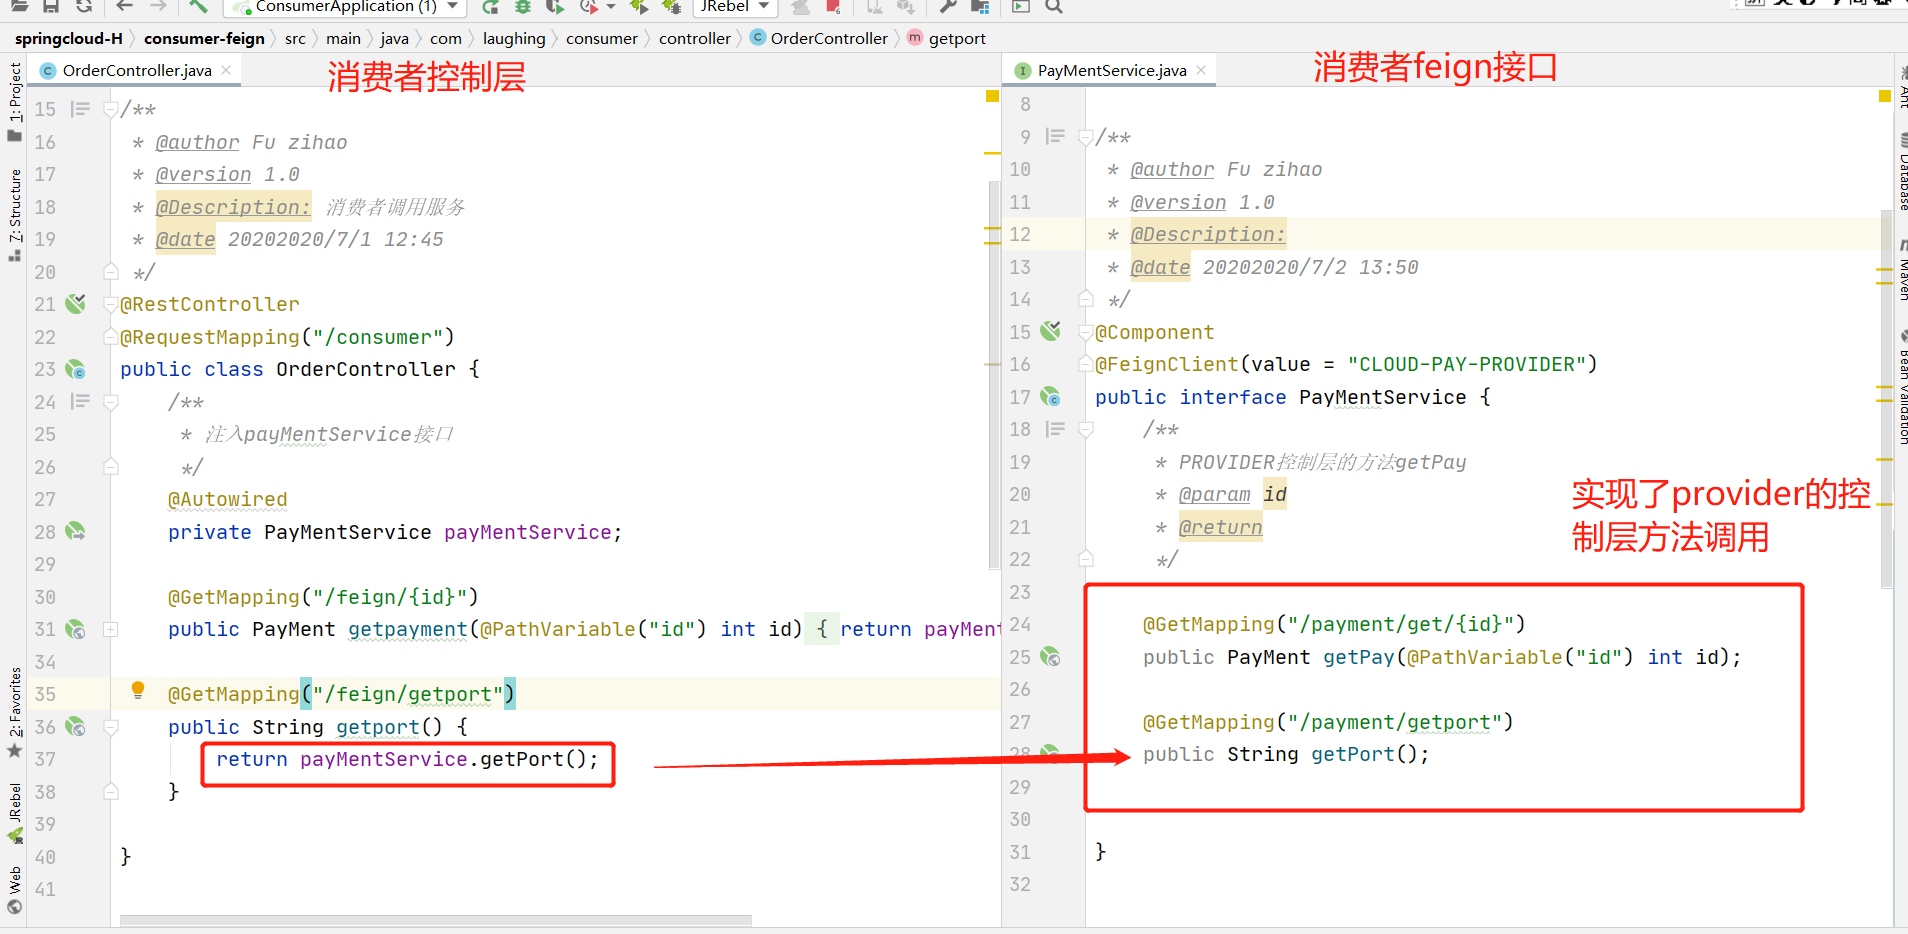 ConsumerApplication (1)
JRebel
springcloud-H
consumer-feign
src
main
java
com
laughing
consumer
controller
OrderController
getport
1: Project
7: Structure
2: Favorites
JRebel
Web
OrderController.java
消费者控制层
15 /**
16 * @author Fu zihao
17 * @version 1.0
18 * @Description: 消费者调用服务
19 * @date 20202020/7/1 12:45
20 */
21 @RestController
22 @RequestMapping("/consumer")
23 public class OrderController {
24 /**
25 * 注入payMentService接口
26 */
27 @Autowired
28 private PayMentService payMentService;
29
30 @GetMapping("/feign/{id}")
31 public PayMent getpayment(@PathVariable("id") int id) { return payMent
34
35 @GetMapping("/feign/getport")
36 public String getport() {
37 return payMentService.getPort();
38 }
39
40 }
41
PayMentService.java
消费者feign接口
8
9 /**
10 * @author Fu zihao
11 * @version 1.0
12 * @Description:
13 * @date 20202020/7/2 13:50
14 */
15 @Component
16 @FeignClient(value = "CLOUD-PAY-PROVIDER")
17 public interface PayMentService {
18 /**
19 * PROVIDER控制层的方法getPay
20 * @param id
21 * @return
22 */
实现了provider的控
制层方法调用
23
24 @GetMapping("/payment/get/{id}")
25 public PayMent getPay(@PathVariable("id") int id);
26
27 @GetMapping("/payment/getport")
28 public String getPort();
29
30
31 }
32
Ant
Database
Maven
Bean Validation